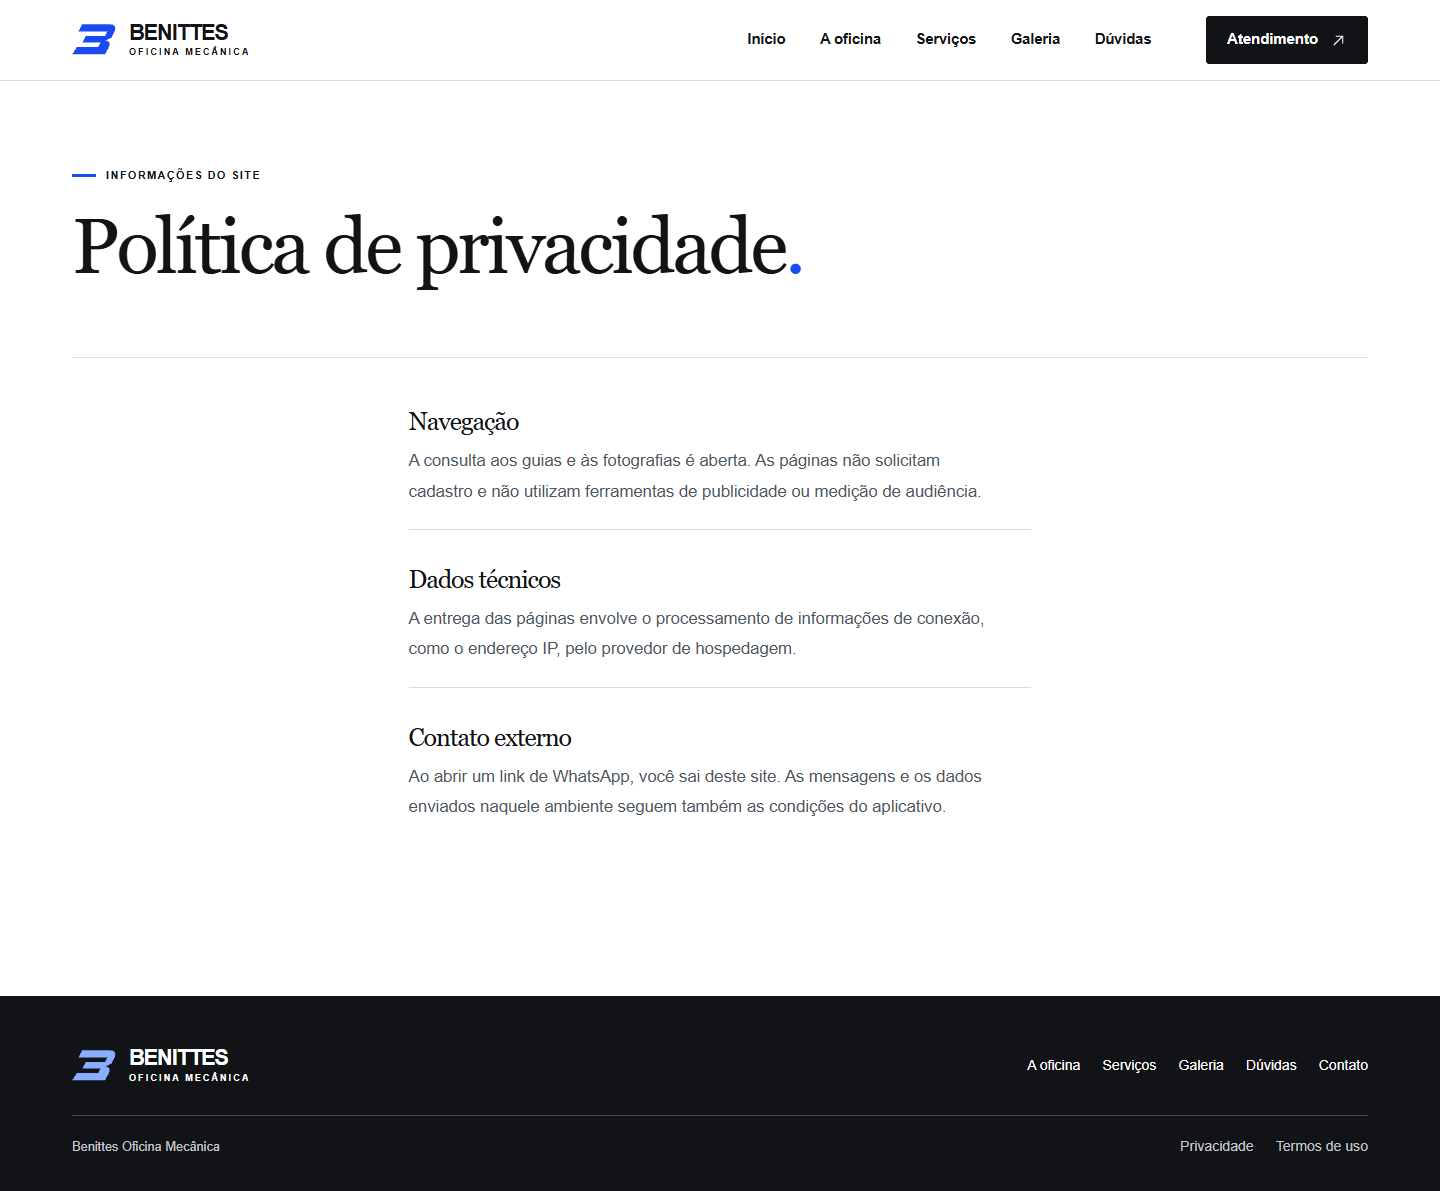 BENITTES
OFICINA MECÂNICA
Início
A oficina
Serviços
Galeria
Dúvidas
Atendimento
INFORMAÇÕES DO SITE
Política de privacidade.
Navegação
A consulta aos guias e às fotografias é aberta. As páginas não solicitam
cadastro e não utilizam ferramentas de publicidade ou medição de audiência.
Dados técnicos
A entrega das páginas envolve o processamento de informações de conexão,
como o endereço IP, pelo provedor de hospedagem.
Contato externo
Ao abrir um link de WhatsApp, você sai deste site. As mensagens e os dados
enviados naquele ambiente seguem também as condições do aplicativo.
BENITTES
OFICINA MECÂNICA
A oficina
Serviços
Galeria
Dúvidas
Contato
Benittes Oficina Mecânica
Privacidade
Termos de uso